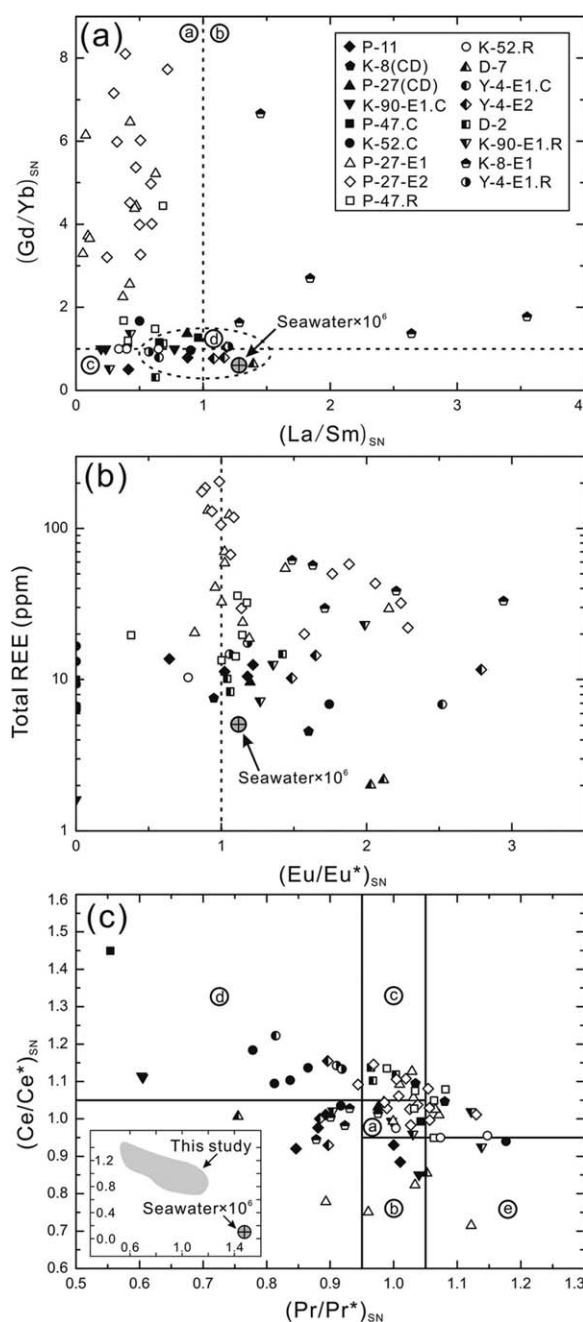 (a)
ⓐ ⓑ
8
6
4
2
0
(Gd/Yb)SN
P-11
K-8(CD)
P-27(CD)
K-90-E1.C
P-47.C
K-52.C
P-27-E1
P-27-E2
P-47.R
K-52.R
D-7
Y-4-E1.C
Y-4-E2
D-2
K-90-E1.R
K-8-E1
Y-4-E1.R
Seawater×10⁶
ⓓ
ⓒ
0 1 2 3 4
(La/Sm)SN
(b)
100
10
1
Total REE (ppm)
Seawater×10⁶
0 1 2 3
(Eu/Eu*)SN
(c)
1.6
1.5
1.4
1.3
1.2
1.1
1.0
0.9
0.8
0.7
0.6
(Ce/Ce*)SN
ⓓ ⓒ
ⓐ
ⓑ ⓔ
This study
Seawater×10⁶
1.2
0.8
0.4
0.0
0.6 1.0 1.4
0.5 0.6 0.7 0.8 0.9 1.0 1.1 1.2 1.3
(Pr/Pr*)SN